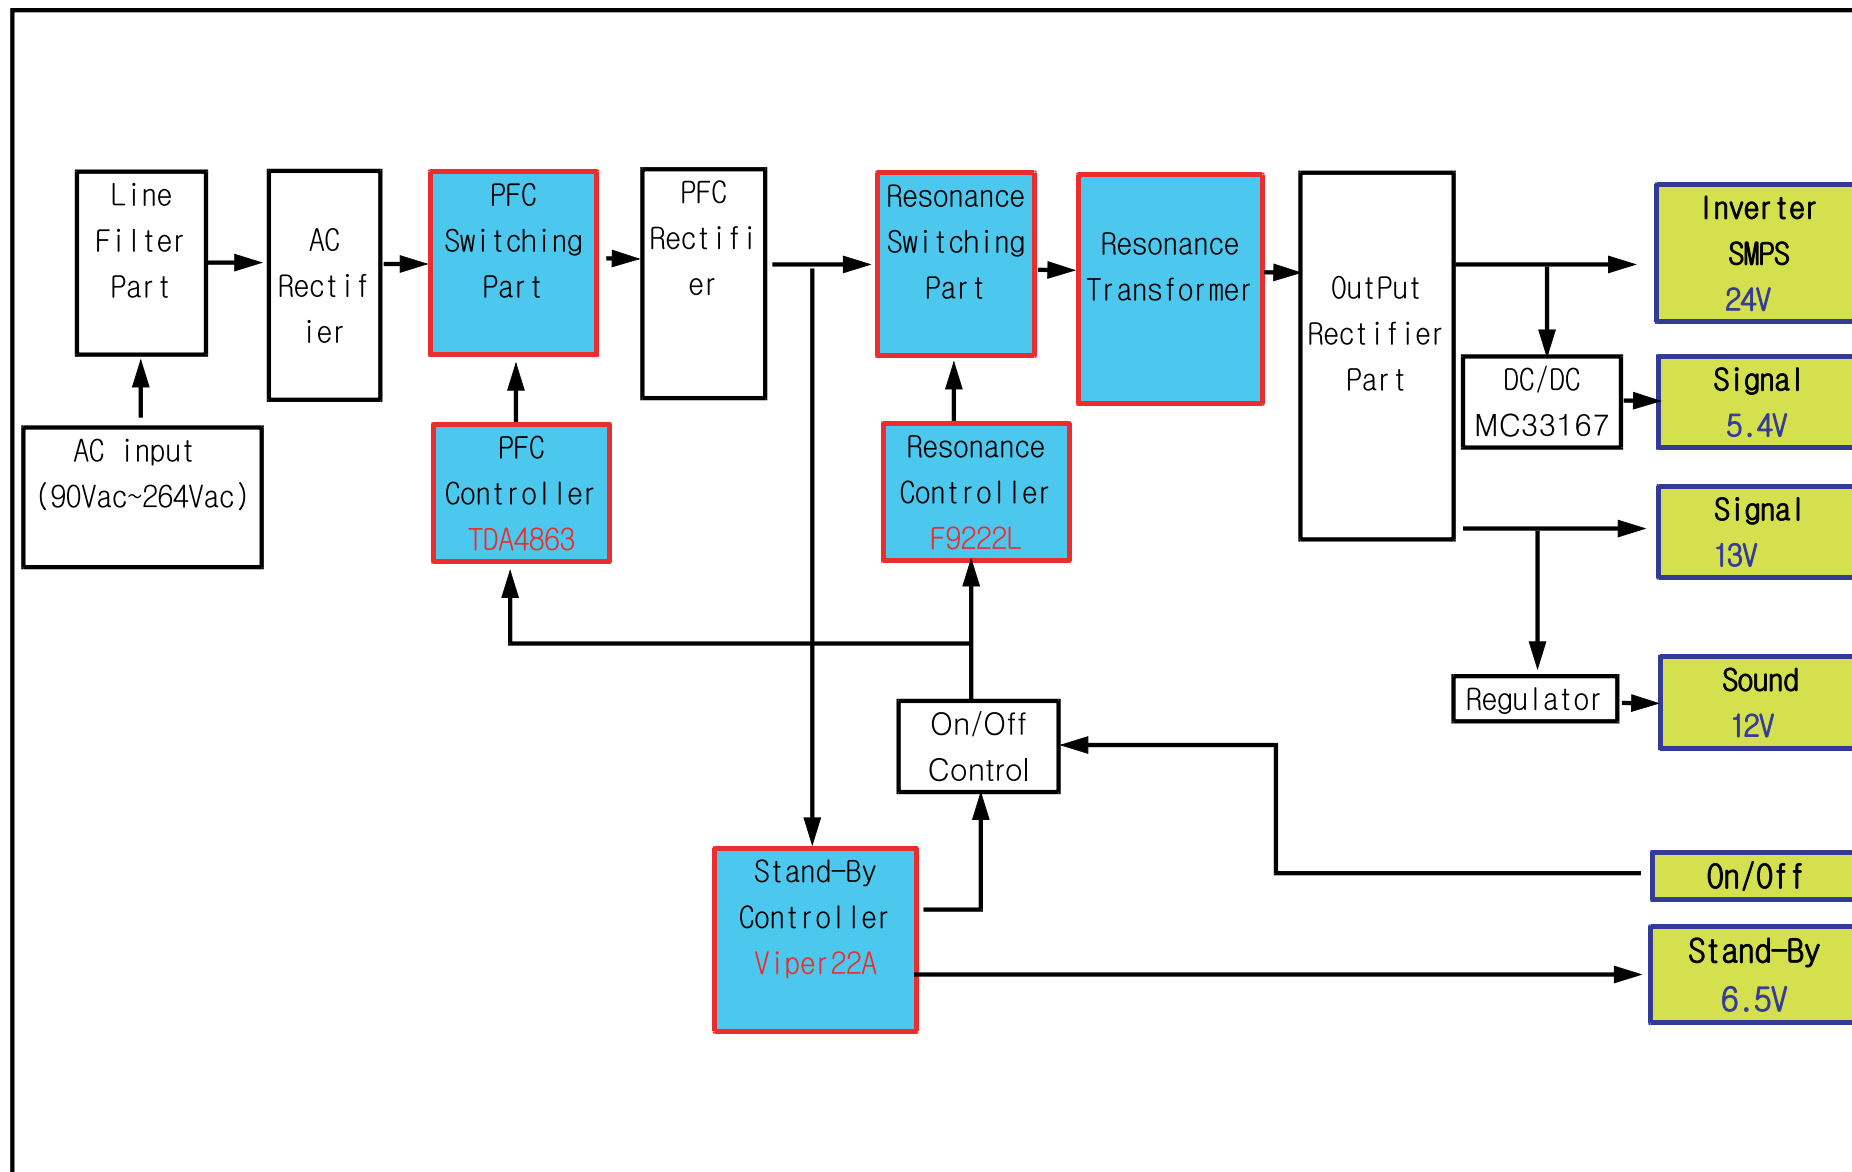 Line
Filter
Part
AC
Rectif
ier
PFC
Switching
Part
PFC
Rectifi
er
Resonance
Switching
Part
Resonance
Transformer
OutPut
Rectifier
Part
Inverter
SMPS
24V
DC/DC
MC33167
Signal
5.4V
AC input
(90Vac~264Vac)
PFC
Controller
TDA4863
Resonance
Controller
F9222L
Signal
13V
Regulator
Sound
12V
On/Off
Control
Stand-By
Controller
Viper22A
On/Off
Stand-By
6.5V